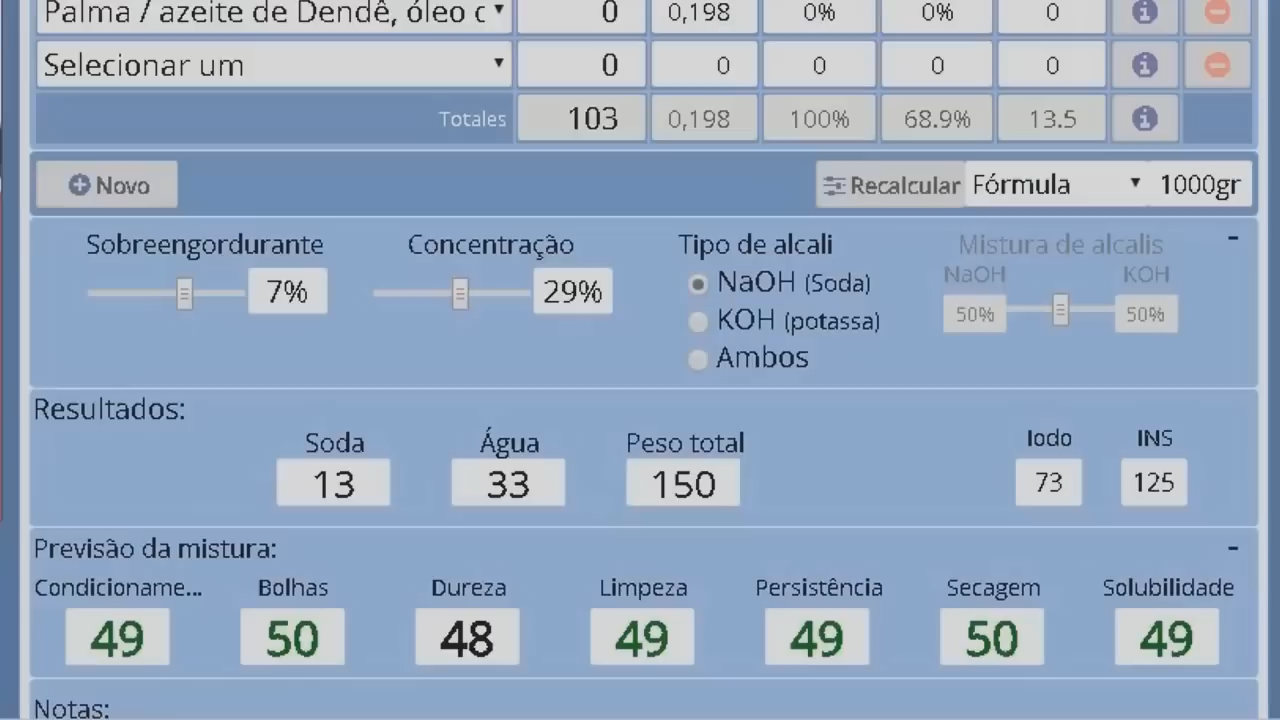 Palma / azeite de Dendê, óleo c 0 0,198 0% 0% 0
Selecionar um 0 0 0 0 0
Totales 103 0,198 100% 68.9% 13.5
Novo Recalcular Fórmula 1000gr
Sobreengordurante Concentração Tipo de alcali Mistura de alcalis -
7% 29% NaOH (Soda) NaOH KOH
KOH (potassa) 50% 50%
Ambos
Resultados:
Soda Água Peso total Iodo INS
13 33 150 73 125
Previsão da mistura: -
Condicioname... Bolhas Dureza Limpeza Persistência Secagem Solubilidade
49 50 48 49 49 50 49
Notas: